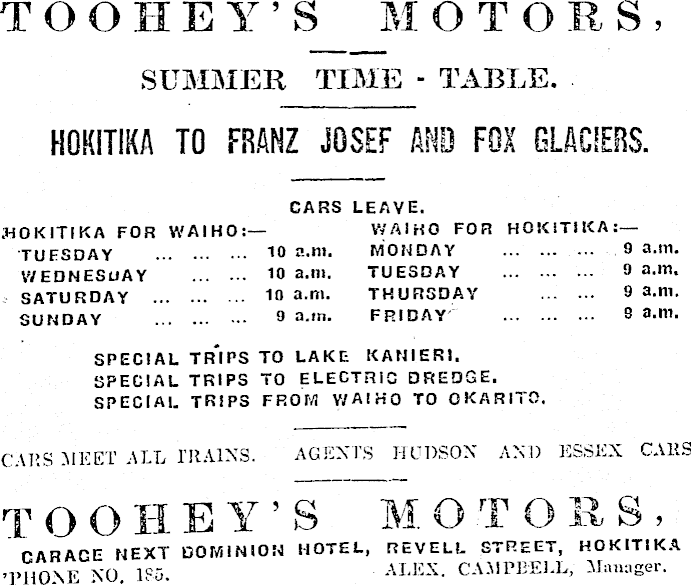 TOOHEY'S MOTORS,
SUMMER TIME - TABLE.
HOKITIKA TO FRANZ JOSEF AND FOX GLACIERS.
CARS LEAVE.
HOKITIKA FOR WAIHO:—
TUESDAY ... ... ... 10 a.m.
WEDNESDAY ... ... 10 a.m.
SATURDAY ... ... ... 10 a.m.
SUNDAY ... ... ... 9 a.m.
WAIHO FOR HOKITIKA:—
MONDAY ... ... ... 9 a.m.
TUESDAY ... ... ... 9 a.m.
THURSDAY ... ... 9 a.m.
FRIDAY ... ... ... 9 a.m.
SPECIAL TRIPS TO LAKE KANIERI.
SPECIAL TRIPS TO ELECTRIC DREDGE.
SPECIAL TRIPS FROM WAIHO TO OKARITO.
CARS MEET ALL TRAINS. AGENTS HUDSON AND ESSEX CARS
TOOHEY'S MOTORS,
GARAGE NEXT DOMINION HOTEL, REVELL STREET, HOKITIKA
'PHONE NO. 185. ALEX. CAMPBELL, Manager.